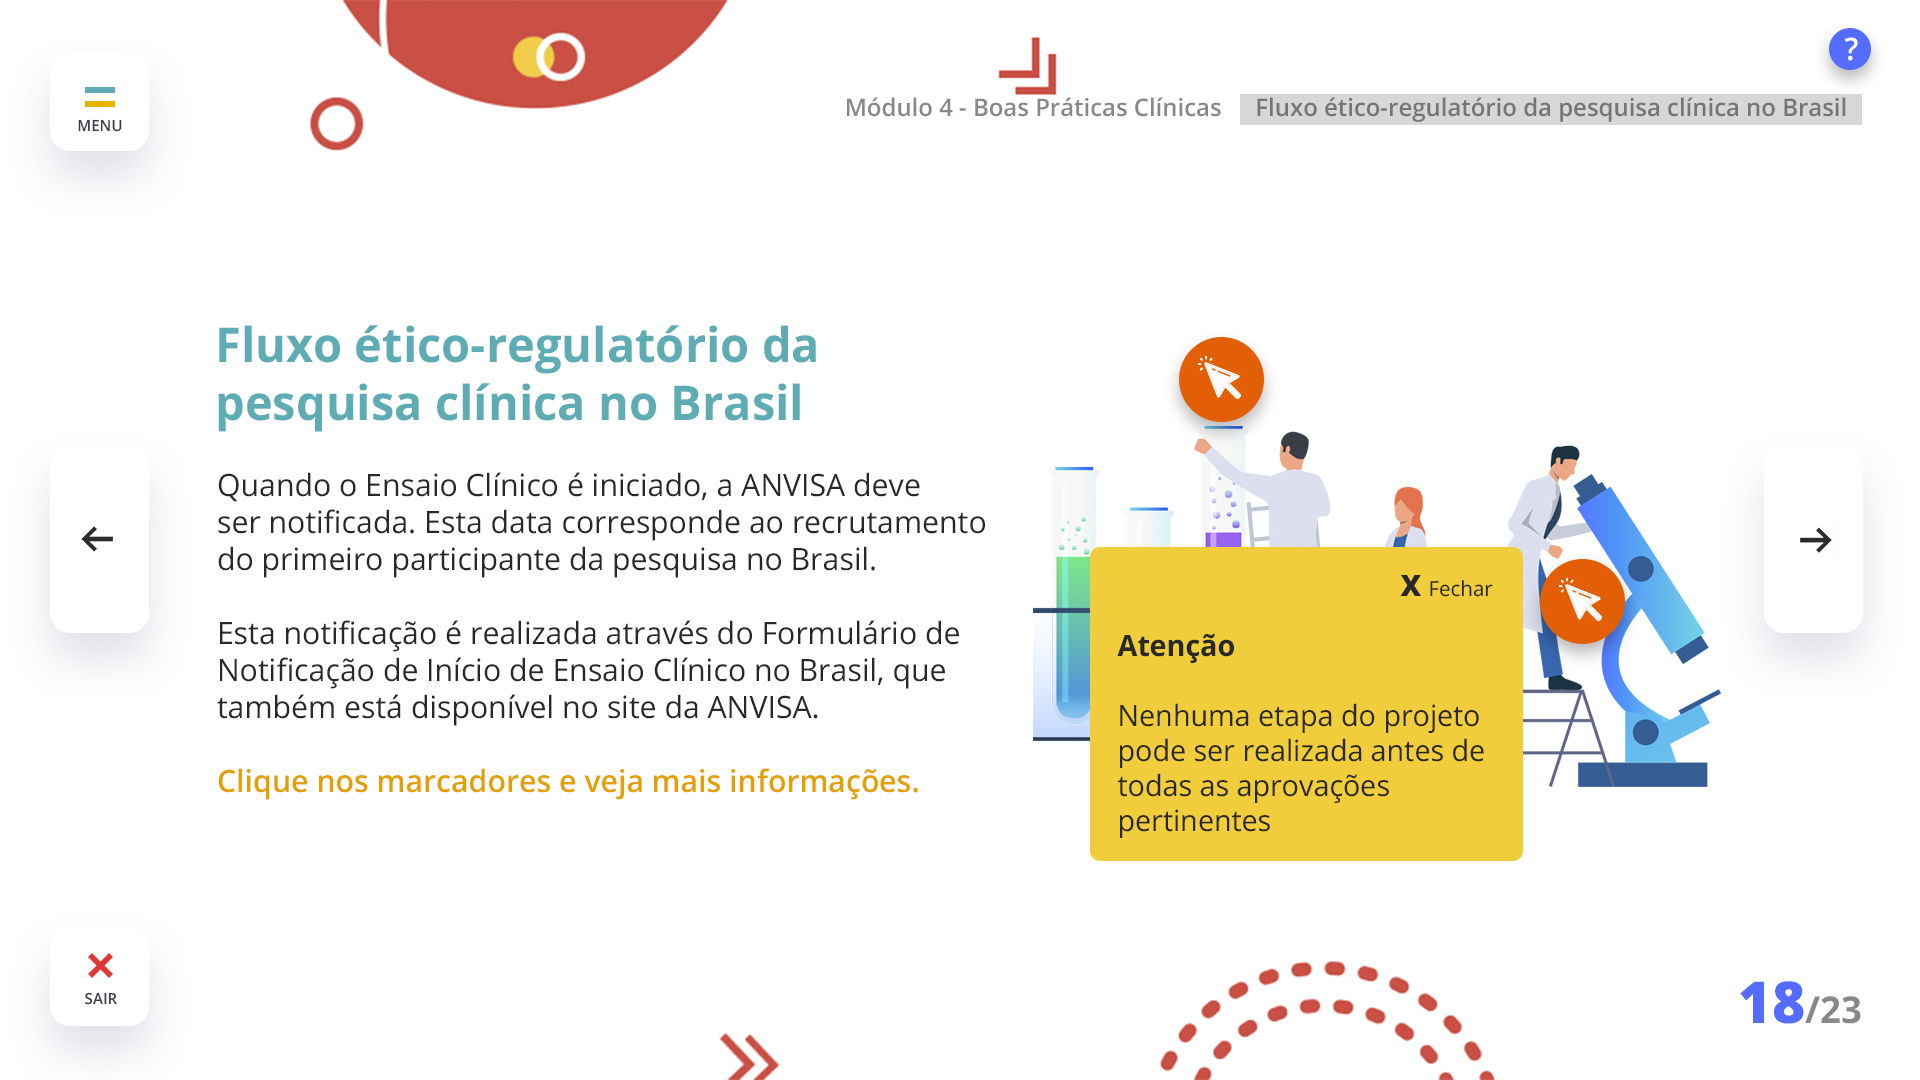 ?
MENU
Módulo 4 - Boas Práticas Clínicas
Fluxo ético-regulatório da pesquisa clínica no Brasil
Fluxo ético-regulatório da
pesquisa clínica no Brasil
Quando o Ensaio Clínico é iniciado, a ANVISA deve
ser notificada. Esta data corresponde ao recrutamento
do primeiro participante da pesquisa no Brasil.
Esta notificação é realizada através do Formulário de
Notificação de Início de Ensaio Clínico no Brasil, que
também está disponível no site da ANVISA.
Clique nos marcadores e veja mais informações.
X Fechar
Atenção
Nenhuma etapa do projeto
pode ser realizada antes de
todas as aprovações
pertinentes
SAIR
18/23